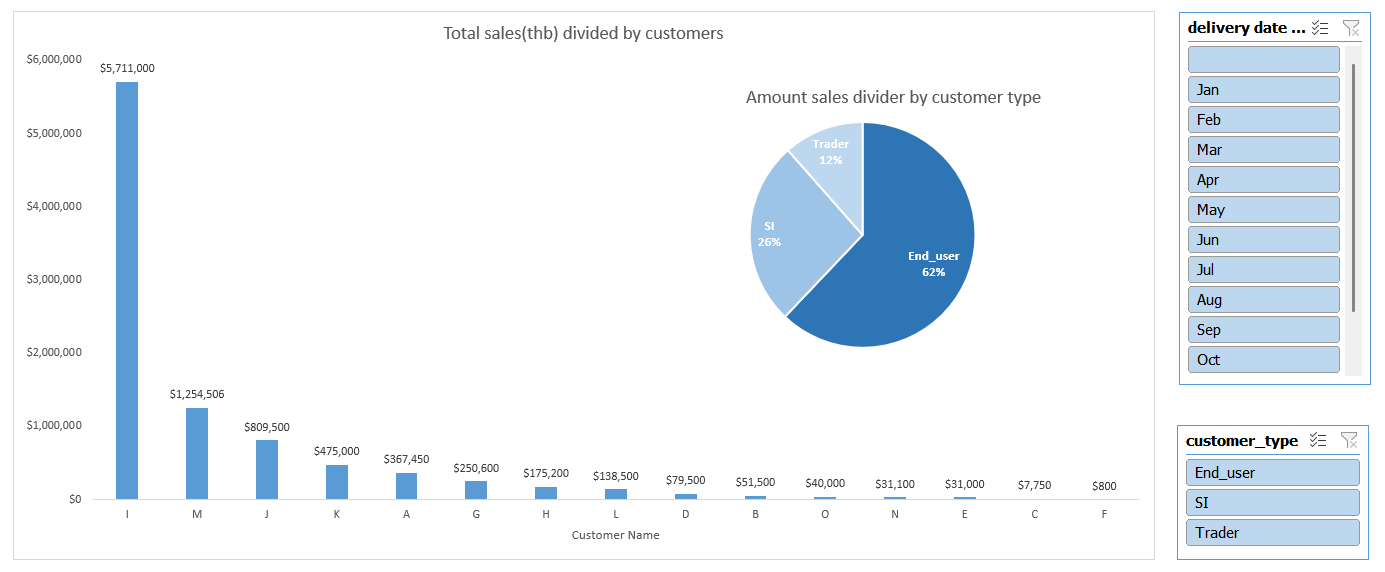 Total sales(thb) divided by customers
$6,000,000
$5,000,000
$4,000,000
$3,000,000
$2,000,000
$1,000,000
$0
$5,711,000
$1,254,506
$809,500
$475,000
$367,450
$250,600
$175,200
$138,500
$79,500
$51,500
$40,000
$31,100
$31,000
$7,750
$800
I
M
J
K
A
G
H
L
D
B
O
N
E
C
F
Customer Name
Amount sales divider by customer type
Trader
12%
SI
26%
End_user
62%
delivery date ...
Jan
Feb
Mar
Apr
May
Jun
Jul
Aug
Sep
Oct
customer_type
End_user
SI
Trader